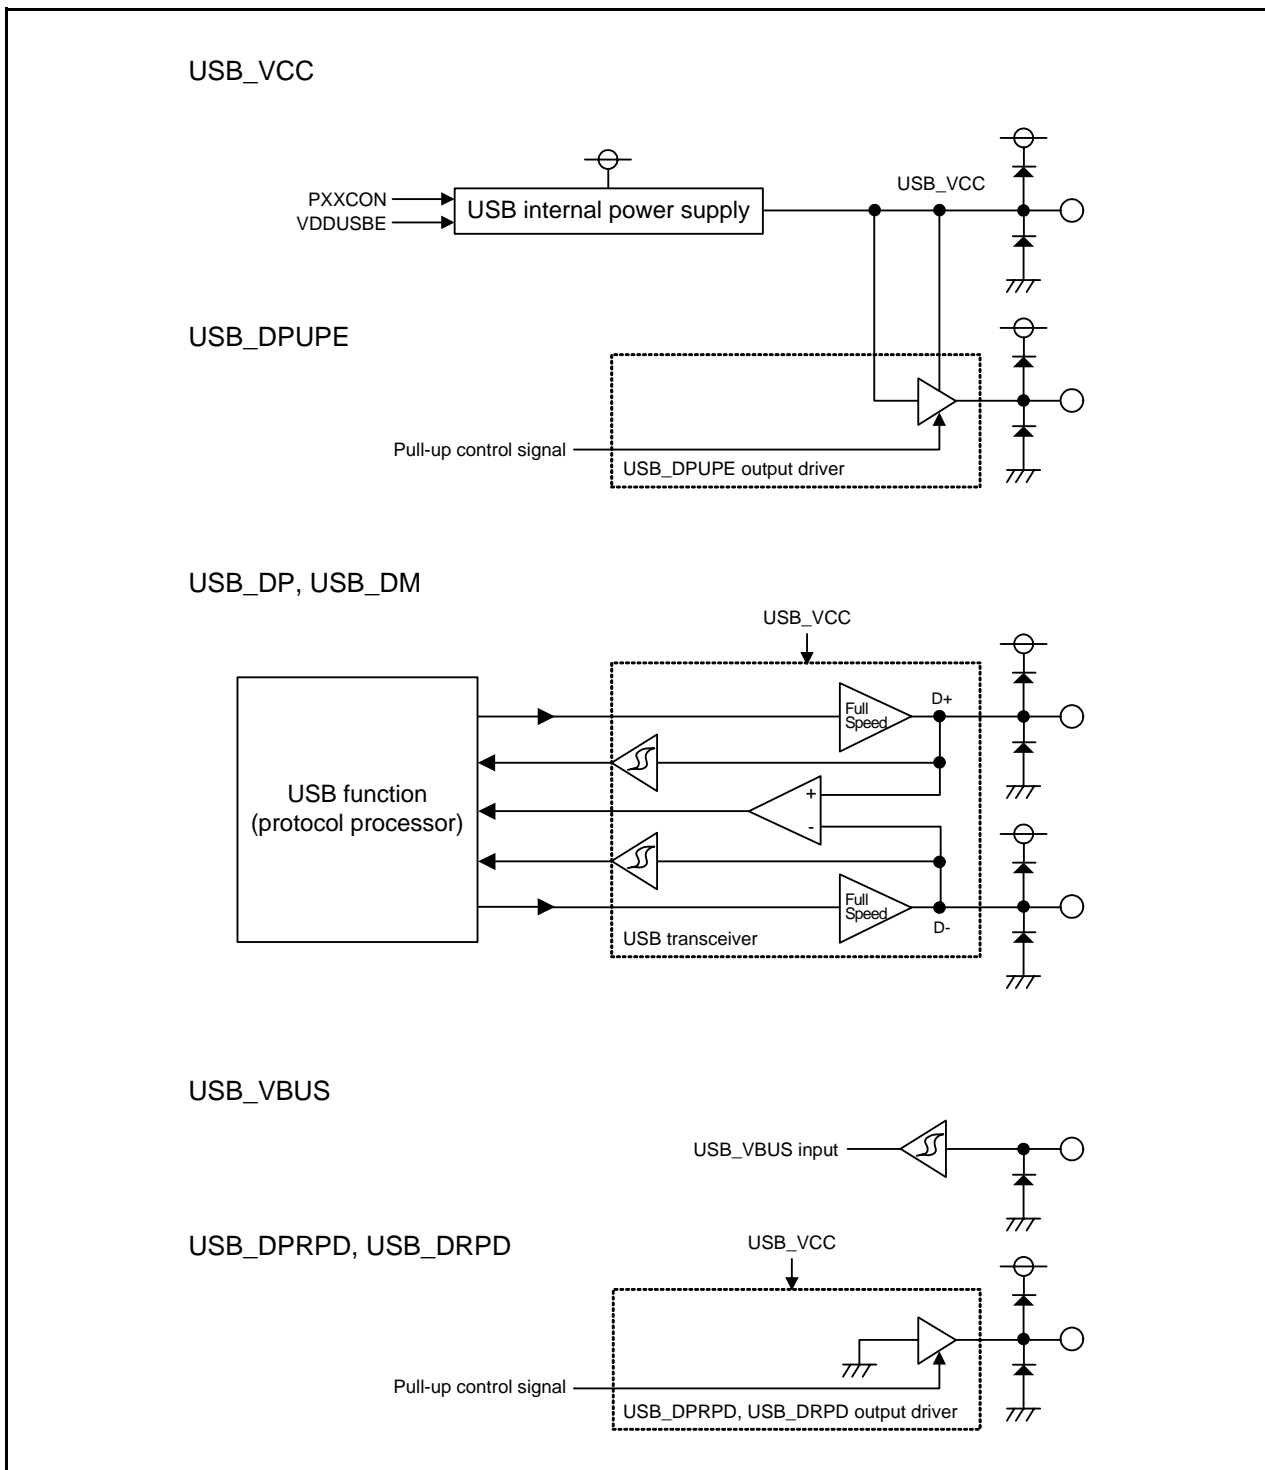 USB_VCC
PXXCON
VDDUSBE
USB internal power supply
USB_VCC
USB_DPUPE
Pull-up control signal
USB_DPUPE output driver
USB_DP, USB_DM
USB_VCC
Full
Speed
D+
USB function
(protocol processor)
+
-
Full
Speed
D-
USB transceiver
USB_VBUS
USB_VBUS input
USB_DPRPD, USB_DRPD
USB_VCC
Pull-up control signal
USB_DPRPD, USB_DRPD output driver